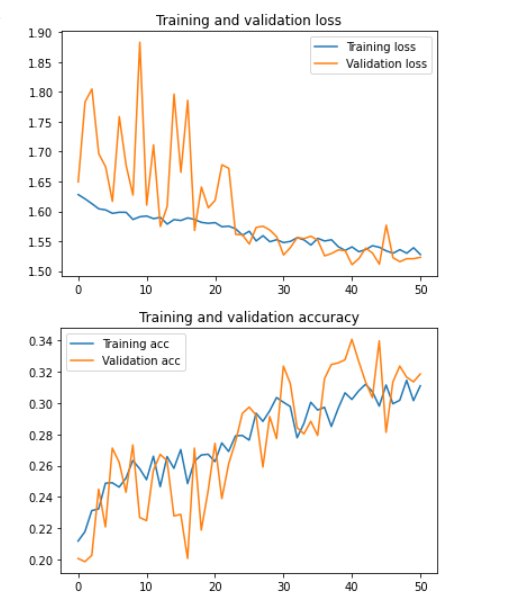 Training and validation loss
1.90
1.85
1.80
1.75
1.70
1.65
1.60
1.55
1.50
Training loss
Validation loss
0 10 20 30 40 50
Training and validation accuracy
0.34
0.32
0.30
0.28
0.26
0.24
0.22
0.20
Training acc
Validation acc
0 10 20 30 40 50